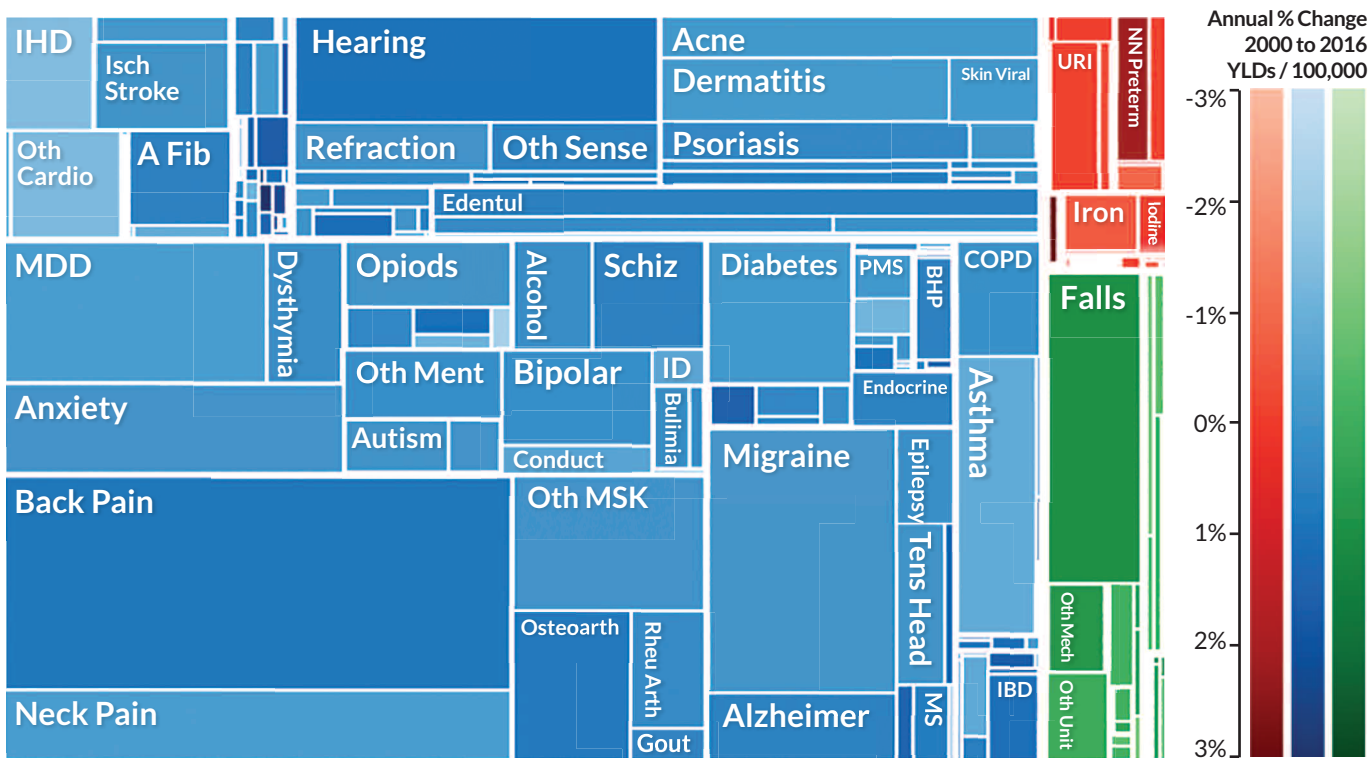 IHD
Isch
Stroke
Oth
Cardio
A Fib
Hearing
Refraction
Oth Sense
Edentul
Acne
Dermatitis
Skin Viral
Psoriasis
URI
NN Preterm
Iron
Iodine
MDD
Dysthymia
Anxiety
Opiods
Alcohol
Schiz
Oth Ment
Bipolar
ID
Autism
Conduct
Bulimia
Back Pain
Neck Pain
Oth MSK
Osteoarth
Rheu Arth
Gout
Diabetes
PMS
BHP
Endocrine
COPD
Asthma
Migraine
Epilepsy
Tens Head
Alzheimer
MS
IBD
Falls
Oth Mech
Oth Unit
Annual % Change
2000 to 2016
YLDs / 100,000
-3%
-2%
-1%
0%
1%
2%
3%